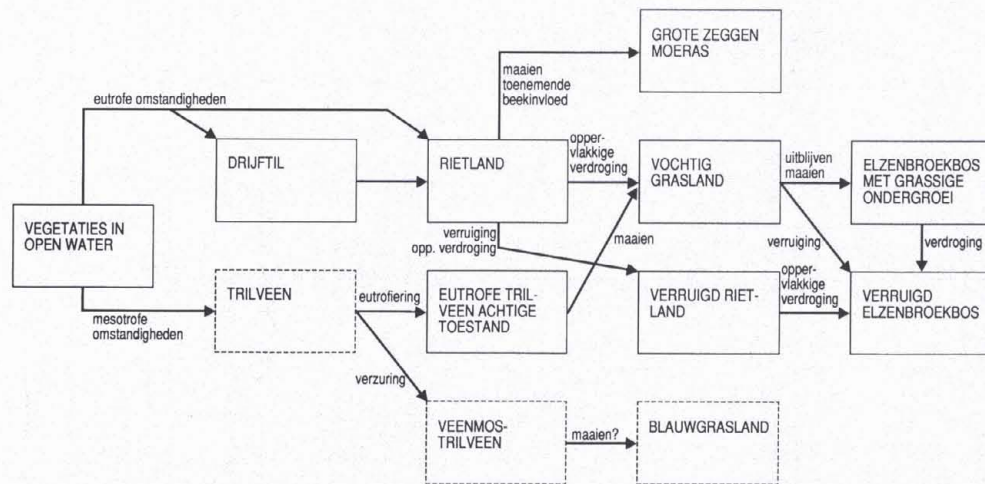 GROTE ZEGGEN
MOERAS
maaien
toenemende
beekinvloed
eutrofe omstandigheden
DRIJFTIL
RIETLAND
opper-
vlakkige
verdroging
VOCHTIG
GRASLAND
uitblijven
maaien
ELZENBROEKBOS
MET GRASSIGE
ONDERGROEI
VEGETATIES IN
OPEN WATER
verruiging
opp. verdroging
maaien
verruiging
verdroging
mesotrofe
omstandigheden
TRILVEEN
eutrofiering
EUTROFE TRIL-
VEEN ACHTIGE
TOESTAND
VERRUIGD RIET-
LAND
opper-
vlakkige
verdroging
VERRUIGD
ELZENBROEKBOS
verzuring
VEENMOS-
TRILVEEN
maaien?
BLAUWGRASLAND